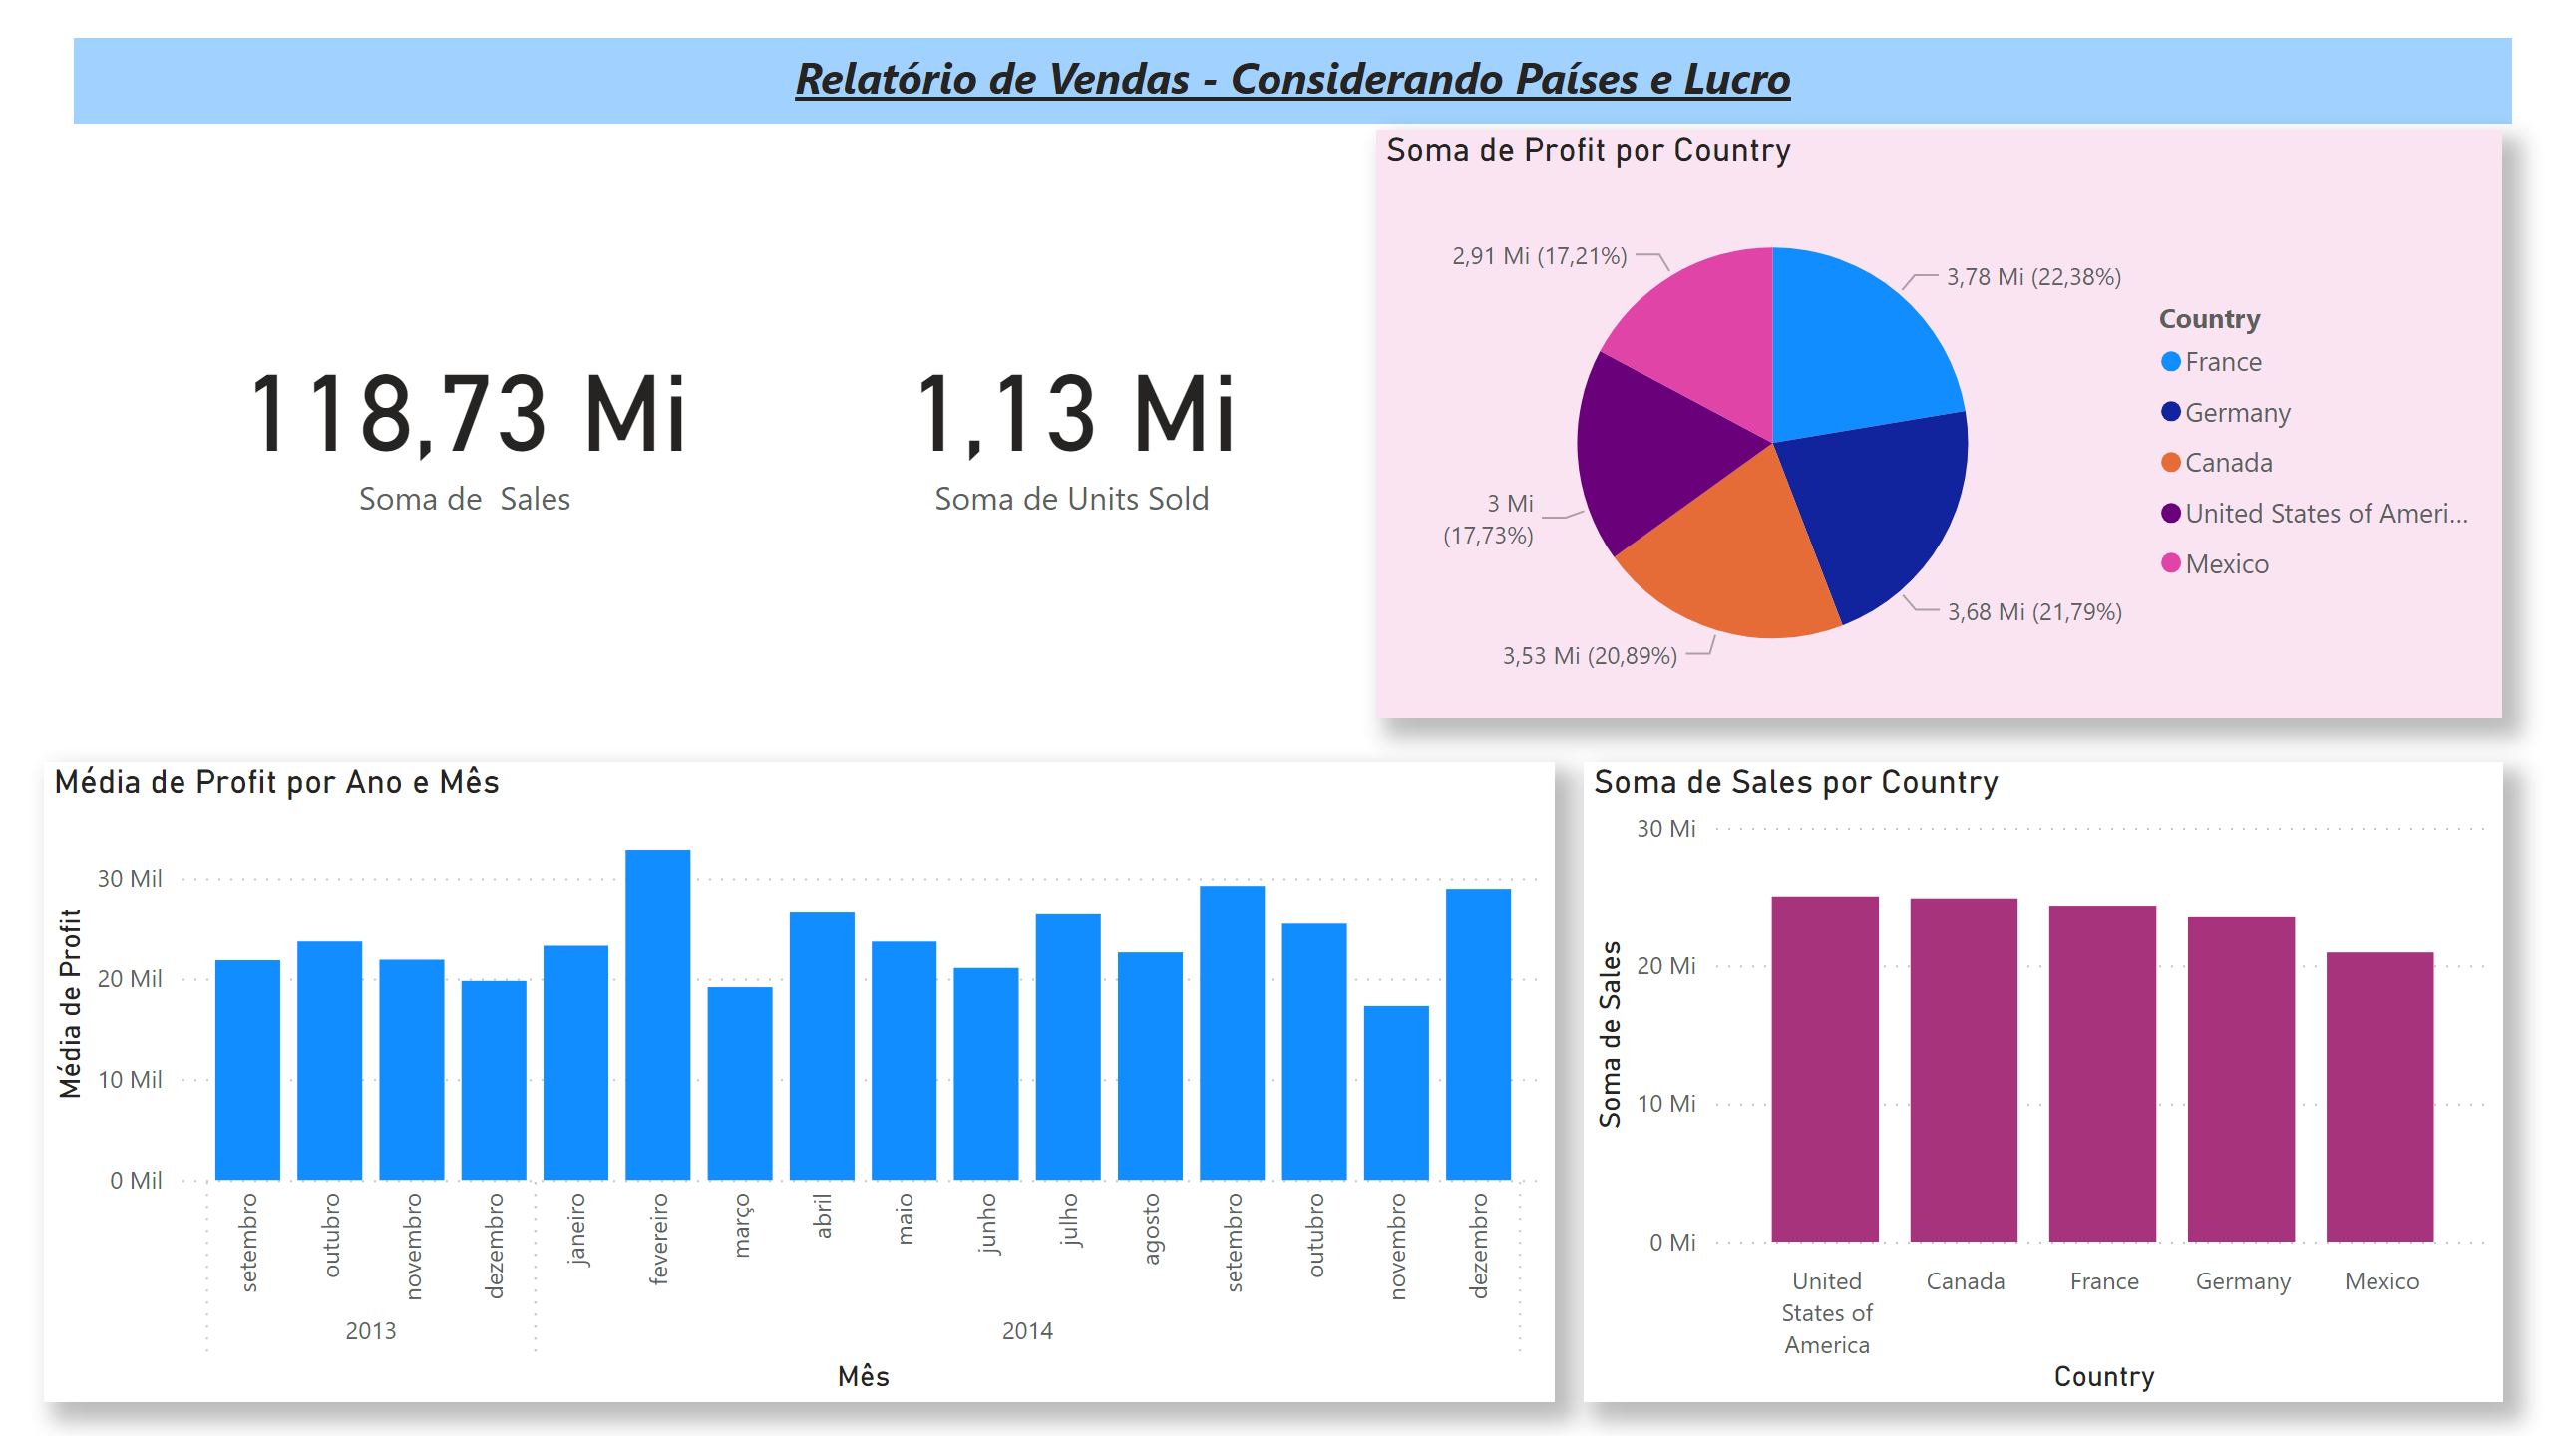 Relatório de Vendas - Considerando Países e Lucro
118,73 Mi
Soma de  Sales
1,13 Mi
Soma de Units Sold
Soma de Profit por Country
2,91 Mi (17,21%)
3,78 Mi (22,38%)
3 Mi
(17,73%)
3,68 Mi (21,79%)
3,53 Mi (20,89%)
Country
France
Germany
Canada
United States of Ameri...
Mexico
Média de Profit por Ano e Mês
Média de Profit
30 Mil
20 Mil
10 Mil
0 Mil
setembro
outubro
novembro
dezembro
janeiro
fevereiro
março
abril
maio
junho
julho
agosto
setembro
outubro
novembro
dezembro
2013
2014
Mês
Soma de Sales por Country
Soma de Sales
30 Mi
20 Mi
10 Mi
0 Mi
United
States of
America
Canada
France
Germany
Mexico
Country